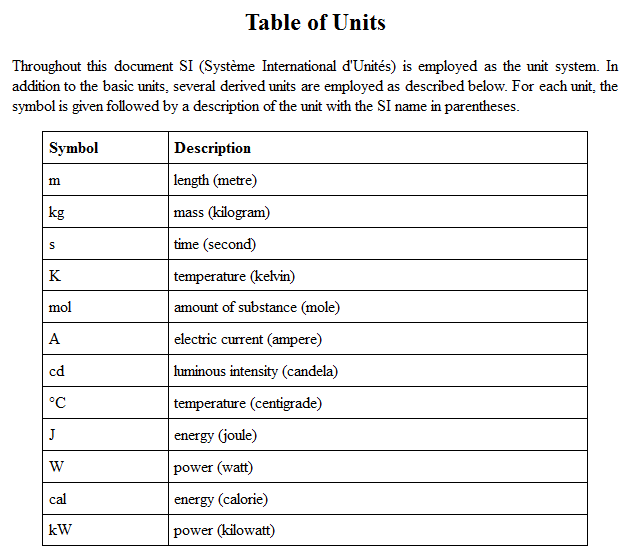 Table of Units
Throughout this document SI (Système International d'Unités) is employed as the unit system. In
addition to the basic units, several derived units are employed as described below. For each unit, the
symbol is given followed by a description of the unit with the SI name in parentheses.
Symbol Description
m length (metre)
kg mass (kilogram)
s time (second)
K temperature (kelvin)
mol amount of substance (mole)
A electric current (ampere)
cd luminous intensity (candela)
°C temperature (centigrade)
J energy (joule)
W power (watt)
cal energy (calorie)
kW power (kilowatt)